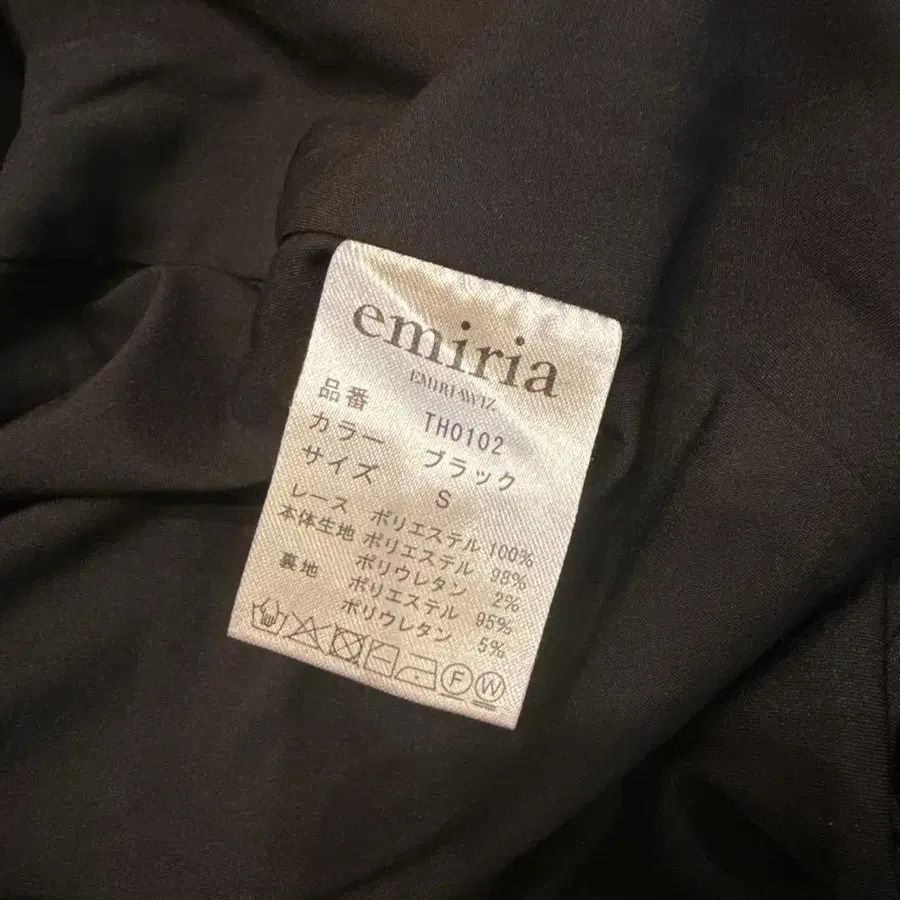 emiria
EMIRIAWIZ
品番 TH0102
カラー ブラック
サイズ S
レース ポリエステル 100%
本体生地 ポリエステル 98%
ポリウレタン 2%
裏地 ポリエステル 95%
ポリウレタン 5%
F W